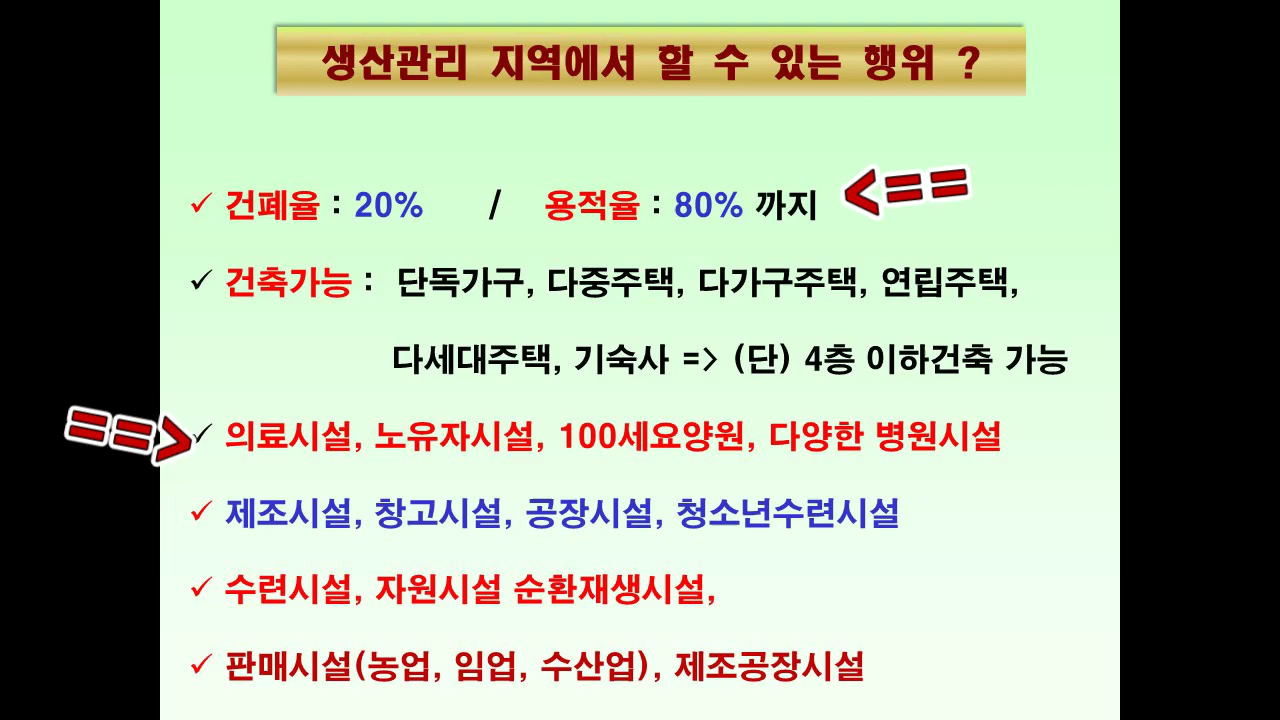 생산관리 지역에서 할 수 있는 행위 ?
✓ 건폐율 : 20% / 용적율 : 80% 까지 <==
✓ 건축가능 : 단독가구, 다중주택, 다가구주택, 연립주택,
다세대주택, 기숙사 => (단) 4층 이하건축 가능
==> ✓ 의료시설, 노유자시설, 100세요양원, 다양한 병원시설
✓ 제조시설, 창고시설, 공장시설, 청소년수련시설
✓ 수련시설, 자원시설 순환재생시설,
✓ 판매시설(농업, 임업, 수산업), 제조공장시설